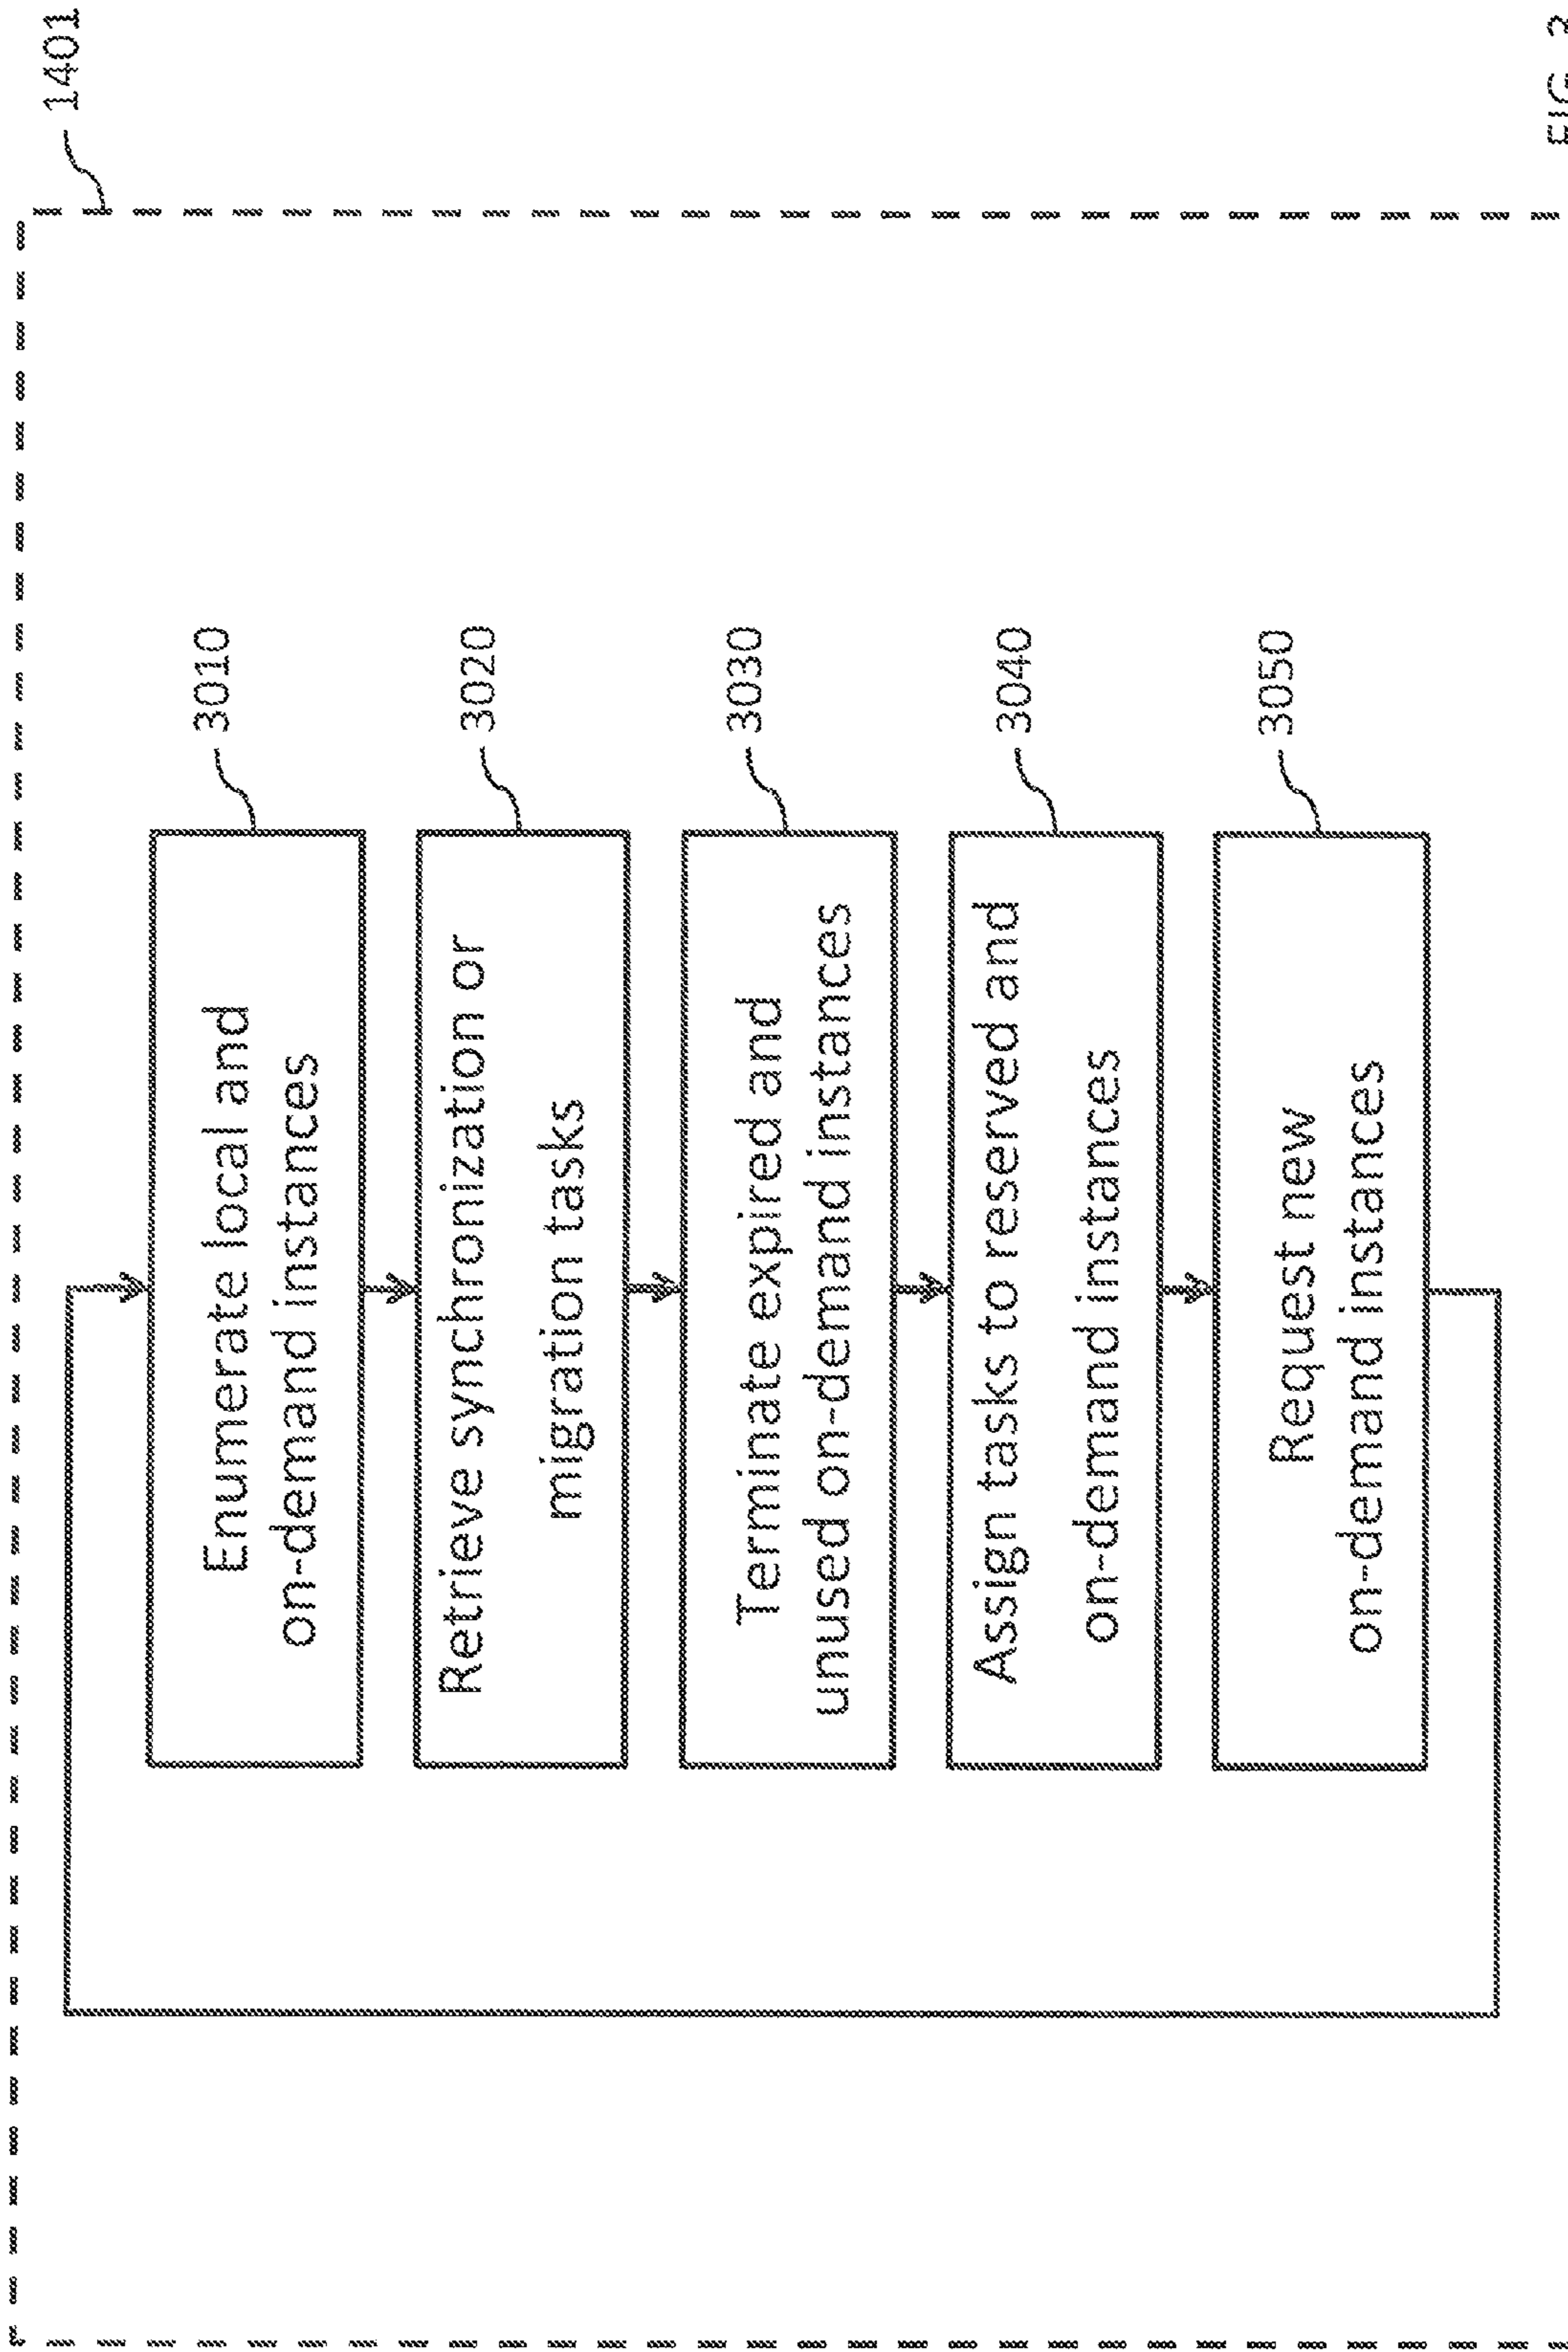 1401
Enumerate local and
on-demand instances
3010
Retrieve synchronization or
migration tasks
3020
Terminate expired and
unused on-demand instances
3030
Assign tasks to reserved and
on-demand instances
3040
Request new
on-demand instances
3050